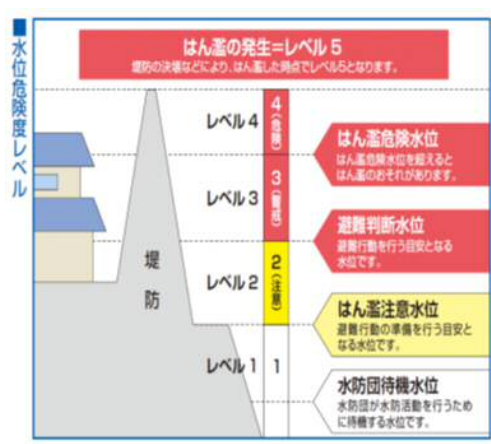 ■水位危険度レベル
はん濫の発生=レベル5
堤防の決壊などにより、はん濫した時点でレベル5となります。
レベル4
4(危険)
はん濫危険水位
はん濫危険水位を超えると
はん濫のおそれがあります。
レベル3
3(警戒)
避難判断水位
避難行動を行う目安となる
水位です。
堤防
レベル2
2(注意)
はん濫注意水位
避難行動の準備を行う目安と
なる水位です。
レベル1
1
水防団待機水位
水防団が水防活動を行うため
に待機する水位です。